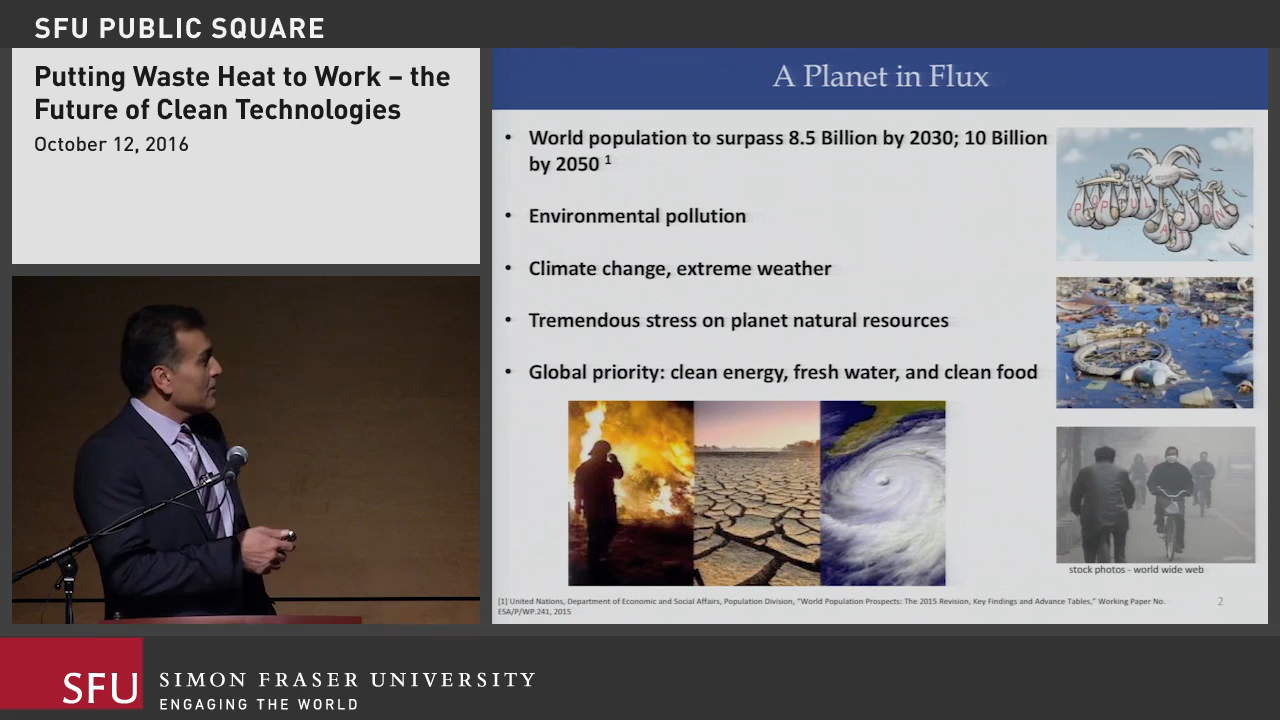 SFU PUBLIC SQUARE
Putting Waste Heat to Work – the
Future of Clean Technologies
October 12, 2016
A Planet in Flux
• World population to surpass 8.5 Billion by 2030; 10 Billion
by 2050 ¹
• Environmental pollution
• Climate change, extreme weather
• Tremendous stress on planet natural resources
• Global priority: clean energy, fresh water, and clean food
POPULATION
stock photos - world wide web
[1] United Nations, Department of Economic and Social Affairs, Population Division, "World Population Prospects: The 2015 Revision, Key Findings and Advance Tables," Working Paper No.
ESA/P/WP.241, 2015
2
SFU
SIMON FRASER UNIVERSITY
ENGAGING THE WORLD